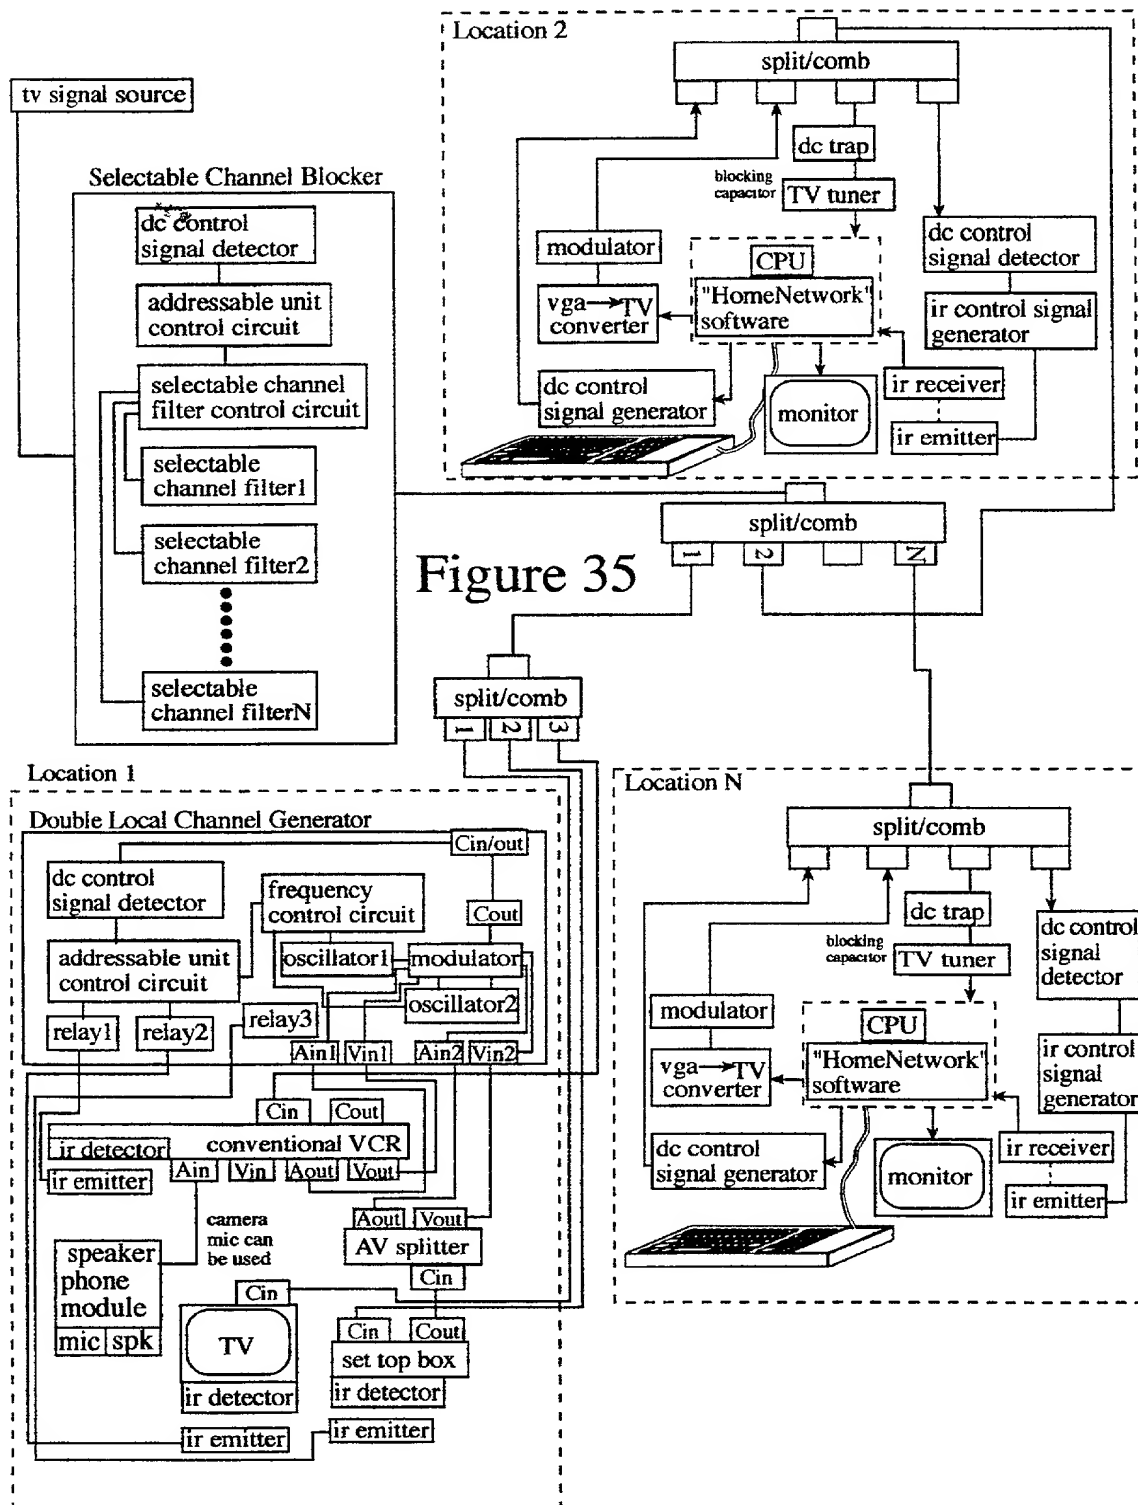 Location 2
split/comb
tv signal source
dc trap
blocking
capacitor
TV tuner
Selectable Channel Blocker
dc control
signal detector
modulator
CPU
dc control
signal detector
addressable unit
control circuit
vga→TV
converter
"HomeNetwork"
software
ir control signal
generator
selectable channel
filter control circuit
dc control
signal generator
monitor
ir receiver
ir emitter
selectable
channel filter1
split/comb
1
2
N
selectable
channel filter2
Figure 35
selectable
channel filterN
split/comb
1
2
3
Location 1
Double Local Channel Generator
Cin/out
dc control
signal detector
frequency
control circuit
Cout
addressable unit
control circuit
oscillator1
modulator
oscillator2
relay1
relay2
relay3
Ain1
Vin1
Ain2
Vin2
Cin
Cout
ir detector
conventional VCR
Ain
Vin
Aout
Vout
ir emitter
camera
mic can
be used
Aout
Vout
AV splitter
Cin
speaker
phone
module
mic
spk
Cin
TV
ir detector
Cin
Cout
set top box
ir detector
ir emitter
ir emitter
Location N
split/comb
dc trap
blocking
capacitor
TV tuner
dc control
signal
detector
modulator
CPU
vga→TV
converter
"HomeNetwork"
software
ir control
signal
generator
dc control
signal generator
monitor
ir receiver
ir emitter